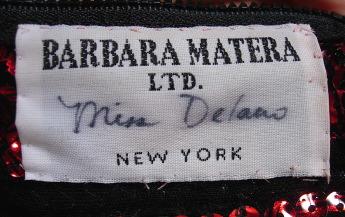 BARBARA MATERA
LTD.
Miss Delano
NEW YORK